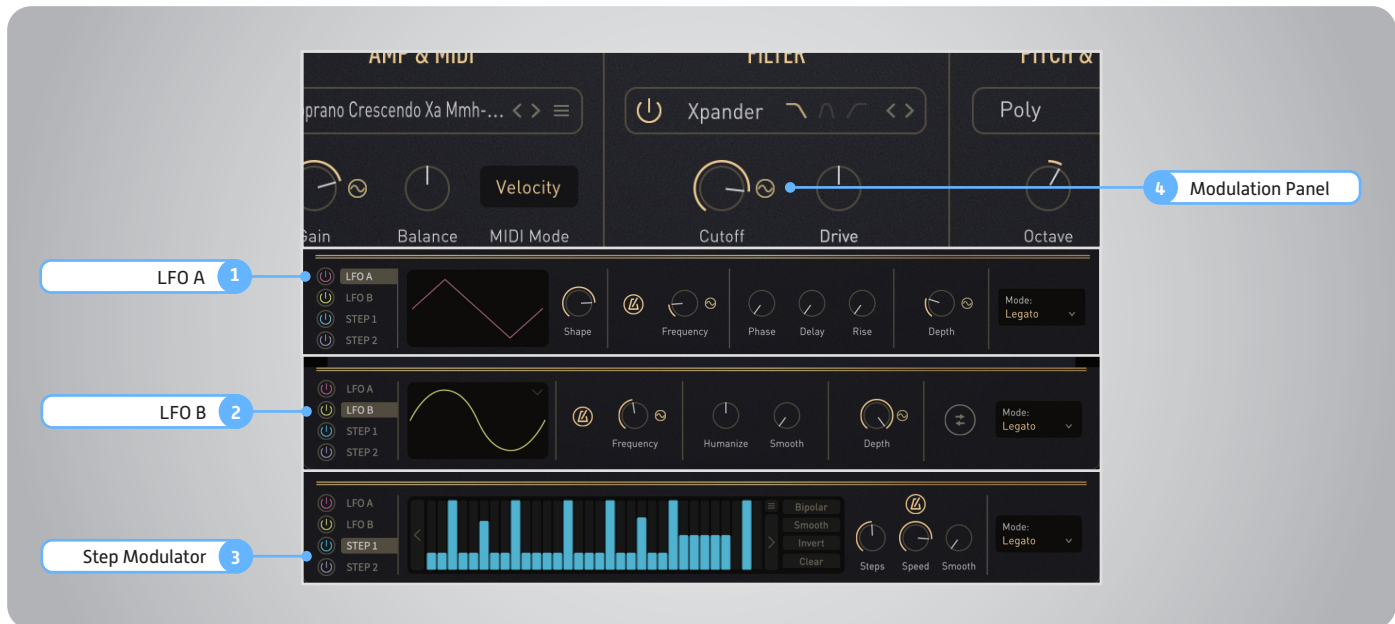 AMP & MIDI
FILTER
PITCH &
prano Crescendo Xa Mmh-...
Xpander
Poly
Velocity
Gain
Balance
MIDI Mode
Cutoff
Drive
Octave
4 Modulation Panel
LFO A 1
LFO A
LFO B
STEP 1
STEP 2
Shape
Frequency
Phase
Delay
Rise
Depth
Mode:
Legato
LFO B 2
LFO A
LFO B
STEP 1
STEP 2
Frequency
Humanize
Smooth
Depth
Mode:
Legato
Step Modulator 3
LFO A
LFO B
STEP 1
STEP 2
Bipolar
Smooth
Invert
Clear
Steps
Speed
Smooth
Mode:
Legato